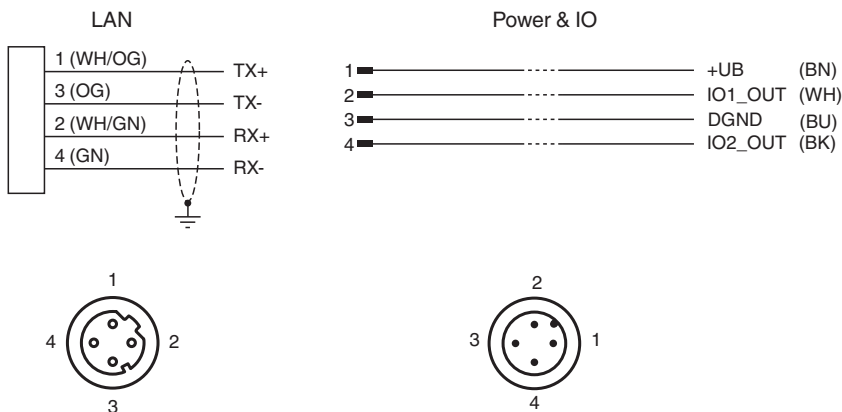 LAN
Power & IO
1 (WH/OG)
TX+
3 (OG)
TX-
2 (WH/GN)
RX+
4 (GN)
RX-
1
+UB (BN)
2
IO1_OUT (WH)
3
DGND (BU)
4
IO2_OUT (BK)
1
4
2
3
2
3
1
4